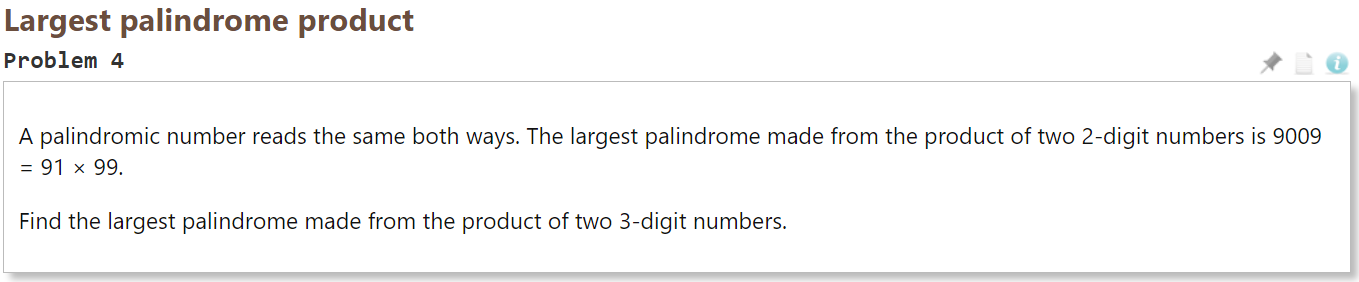 Largest palindrome product
Problem 4
A palindromic number reads the same both ways. The largest palindrome made from the product of two 2-digit numbers is 9009
= 91 × 99.
Find the largest palindrome made from the product of two 3-digit numbers.